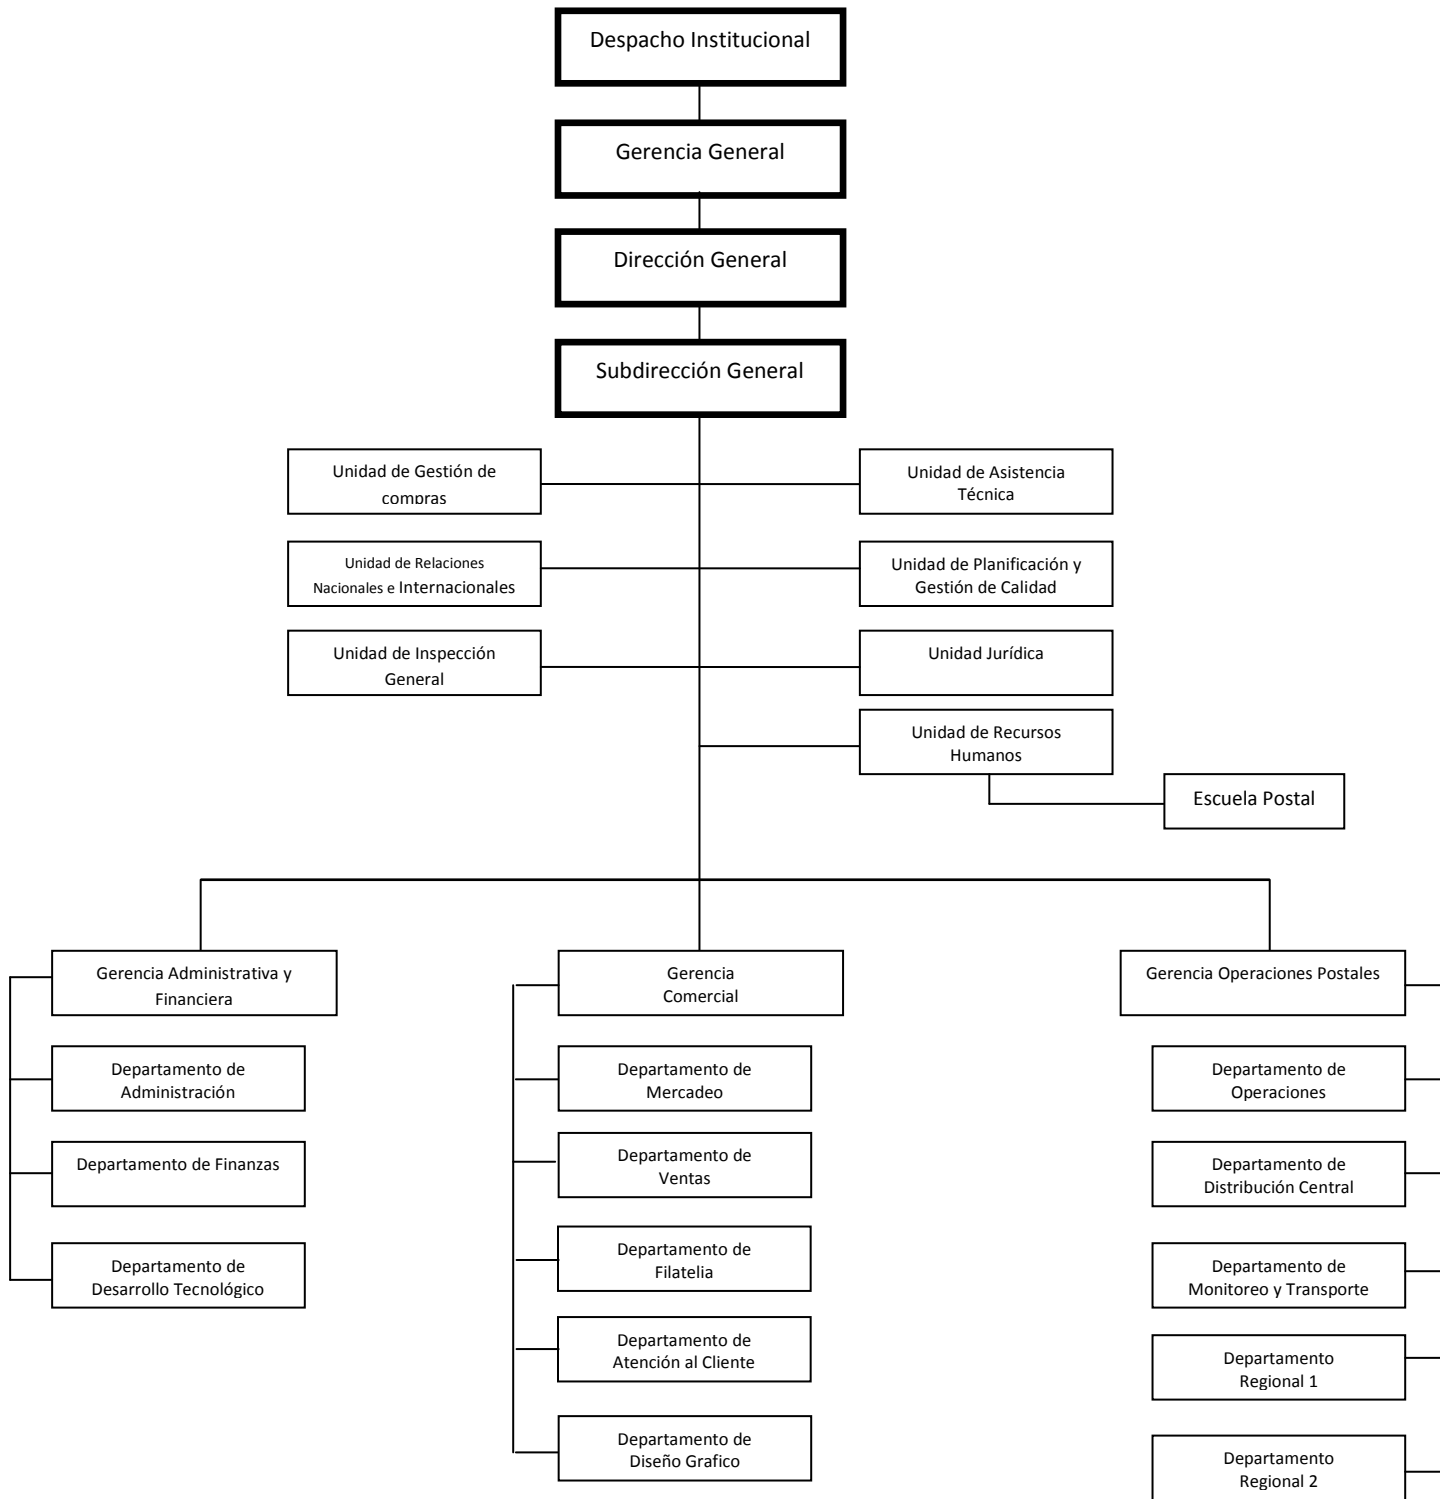 Despacho Institucional
Gerencia General
Dirección General
Subdirección General
Unidad de Gestión de
compras
Unidad de Asistencia
Técnica
Unidad de Relaciones
Nacionales e Internacionales
Unidad de Planificación y
Gestión de Calidad
Unidad de Inspección
General
Unidad Jurídica
Unidad de Recursos
Humanos
Escuela Postal
Gerencia Administrativa y
Financiera
Departamento de
Administración
Departamento de Finanzas
Departamento de
Desarrollo Tecnológico
Gerencia
Comercial
Departamento de
Mercadeo
Departamento de
Ventas
Departamento de
Filatelia
Departamento de
Atención al Cliente
Departamento de
Diseño Grafico
Gerencia Operaciones Postales
Departamento de
Operaciones
Departamento de
Distribución Central
Departamento de
Monitoreo y Transporte
Departamento
Regional 1
Departamento
Regional 2